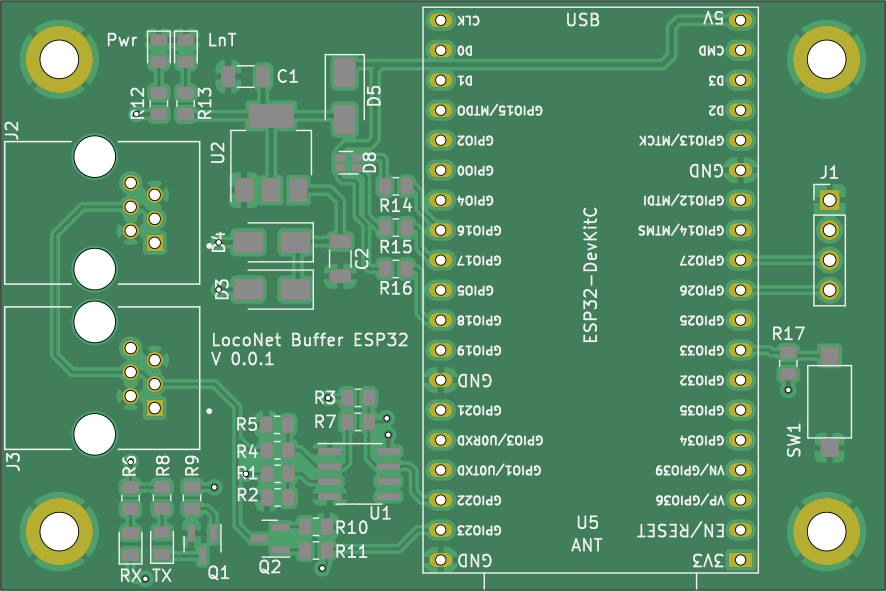 Pwr
LnT
C1
R12
R13
D5
J2
U2
D8
R14
R15
R16
D4
D3
C2
LocoNet Buffer ESP32
V 0.0.1
R3
R7
R5
R4
R1
R2
U1
J3
R6
R8
R9
R10
R11
RX
TX
Q1
Q2
USB
CLK
D0
D1
GPIO15/MTDO
GPIO2
GPIO0
GPIO4
GPIO16
GPIO17
GPIO5
GPIO18
GPIO19
GND
GPIO21
GPIO3/U0RXD
GPIO1/U0TXD
GPIO22
GPIO23
GND
ESP32-DevKitC
5V
CMD
D3
D2
GPIO13/MTCK
GND
GPIO12/MTDI
GPIO14/MTMS
GPIO27
GPIO26
GPIO25
GPIO33
GPIO32
GPIO35
GPIO34
VN/GPIO39
VP/GPIO36
EN/RESET
3V3
U5
ANT
J1
R17
SW1